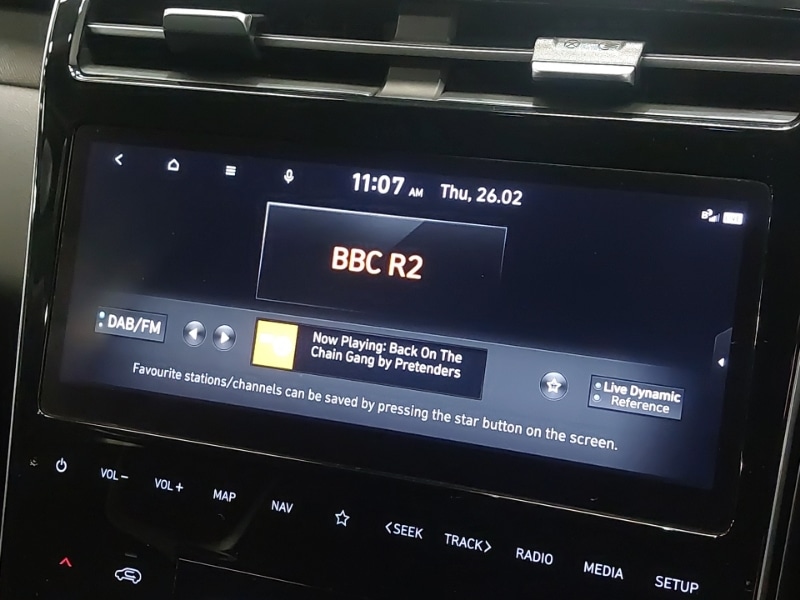 11:07 AM Thu, 26.02
BBC R2
DAB/FM
Now Playing: Back On The
Chain Gang by Pretenders
Live Dynamic
Reference
Favourite stations/channels can be saved by pressing the star button on the screen.
VOL− VOL+ MAP NAV <SEEK TRACK> RADIO MEDIA SETUP